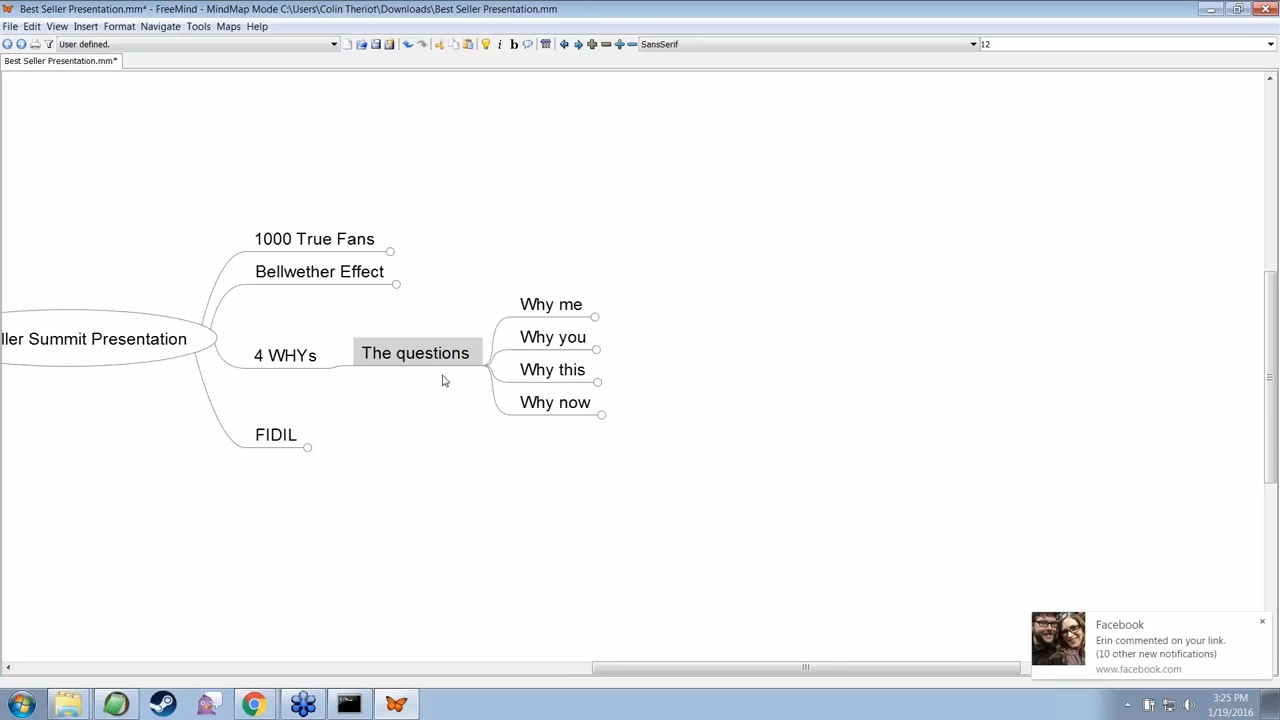 Best Seller Presentation.mm* - FreeMind - MindMap Mode C:\Users\Colin Theriot\Downloads\Best Seller Presentation.mm
File Edit View Insert Format Navigate Tools Maps Help
User defined.
SansSerif
12
Best Seller Presentation.mm*
1000 True Fans
Bellwether Effect
Why me
Why you
ller Summit Presentation
4 WHYs
The questions
Why this
Why now
FIDIL
Facebook
Erin commented on your link.
(10 other new notifications)
www.facebook.com
3:25 PM
1/19/2016